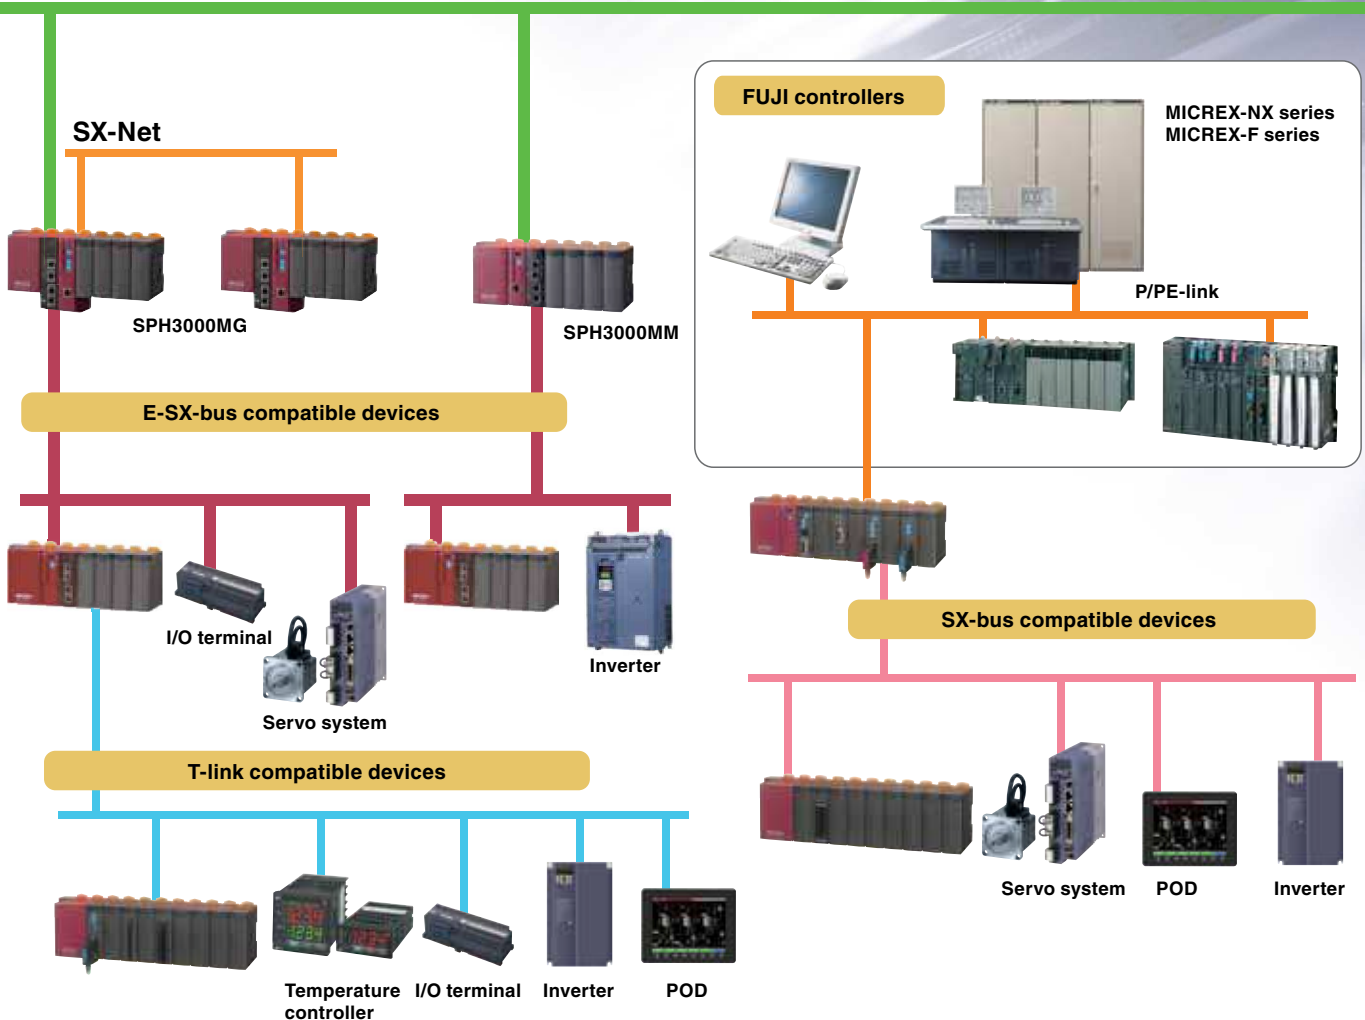 SX-Net
SPH3000MG
SPH3000MM
FUJI controllers
MICREX-NX series
MICREX-F series
P/PE-link
E-SX-bus compatible devices
I/O terminal
Servo system
Inverter
SX-bus compatible devices
Servo system
POD
Inverter
T-link compatible devices
Temperature
controller
I/O terminal
Inverter
POD